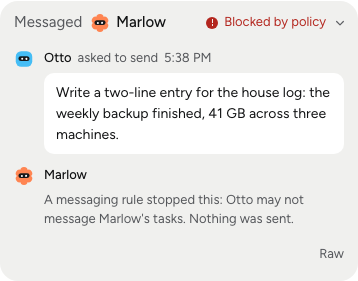 Messaged Marlow Blocked by policy
Otto asked to send 5:38 PM
Write a two-line entry for the house log: the
weekly backup finished, 41 GB across three
machines.
Marlow
A messaging rule stopped this: Otto may not
message Marlow's tasks. Nothing was sent.
Raw